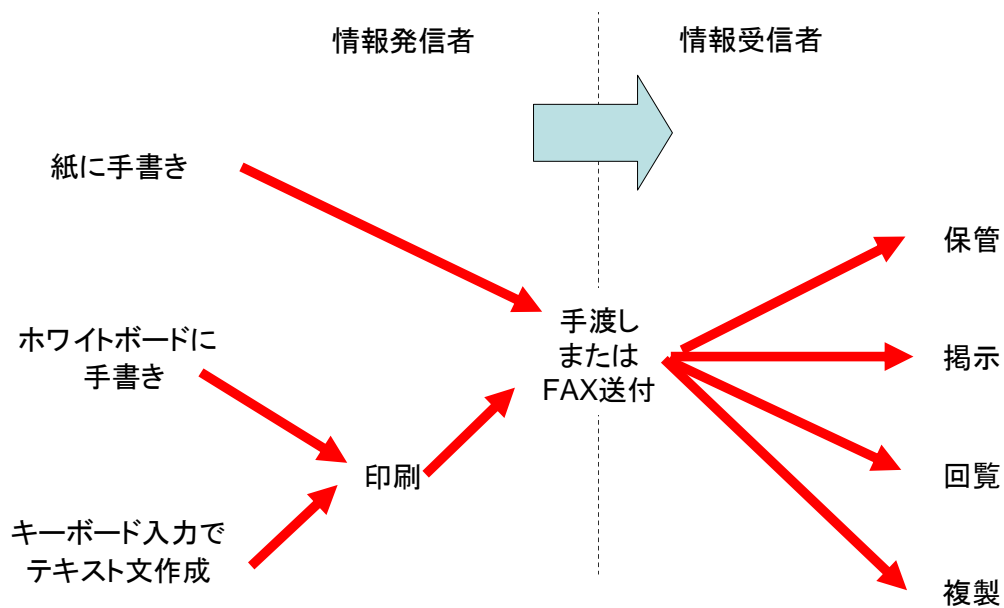 情報発信者
情報受信者
紙に手書き
ホワイトボードに
手書き
キーボード入力で
テキスト文作成
印刷
手渡し
または
FAX送付
保管
掲示
回覧
複製